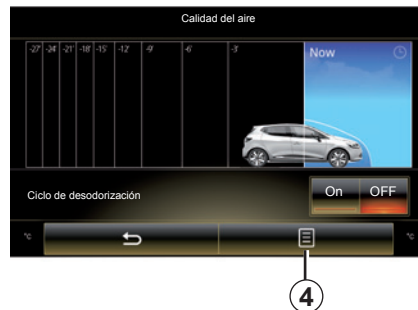 Calidad del aire
-27' -24' -21' -18' -15' -12' -9' -6' -3' Now
Ciclo de desodorización On OFF
°C °C
4